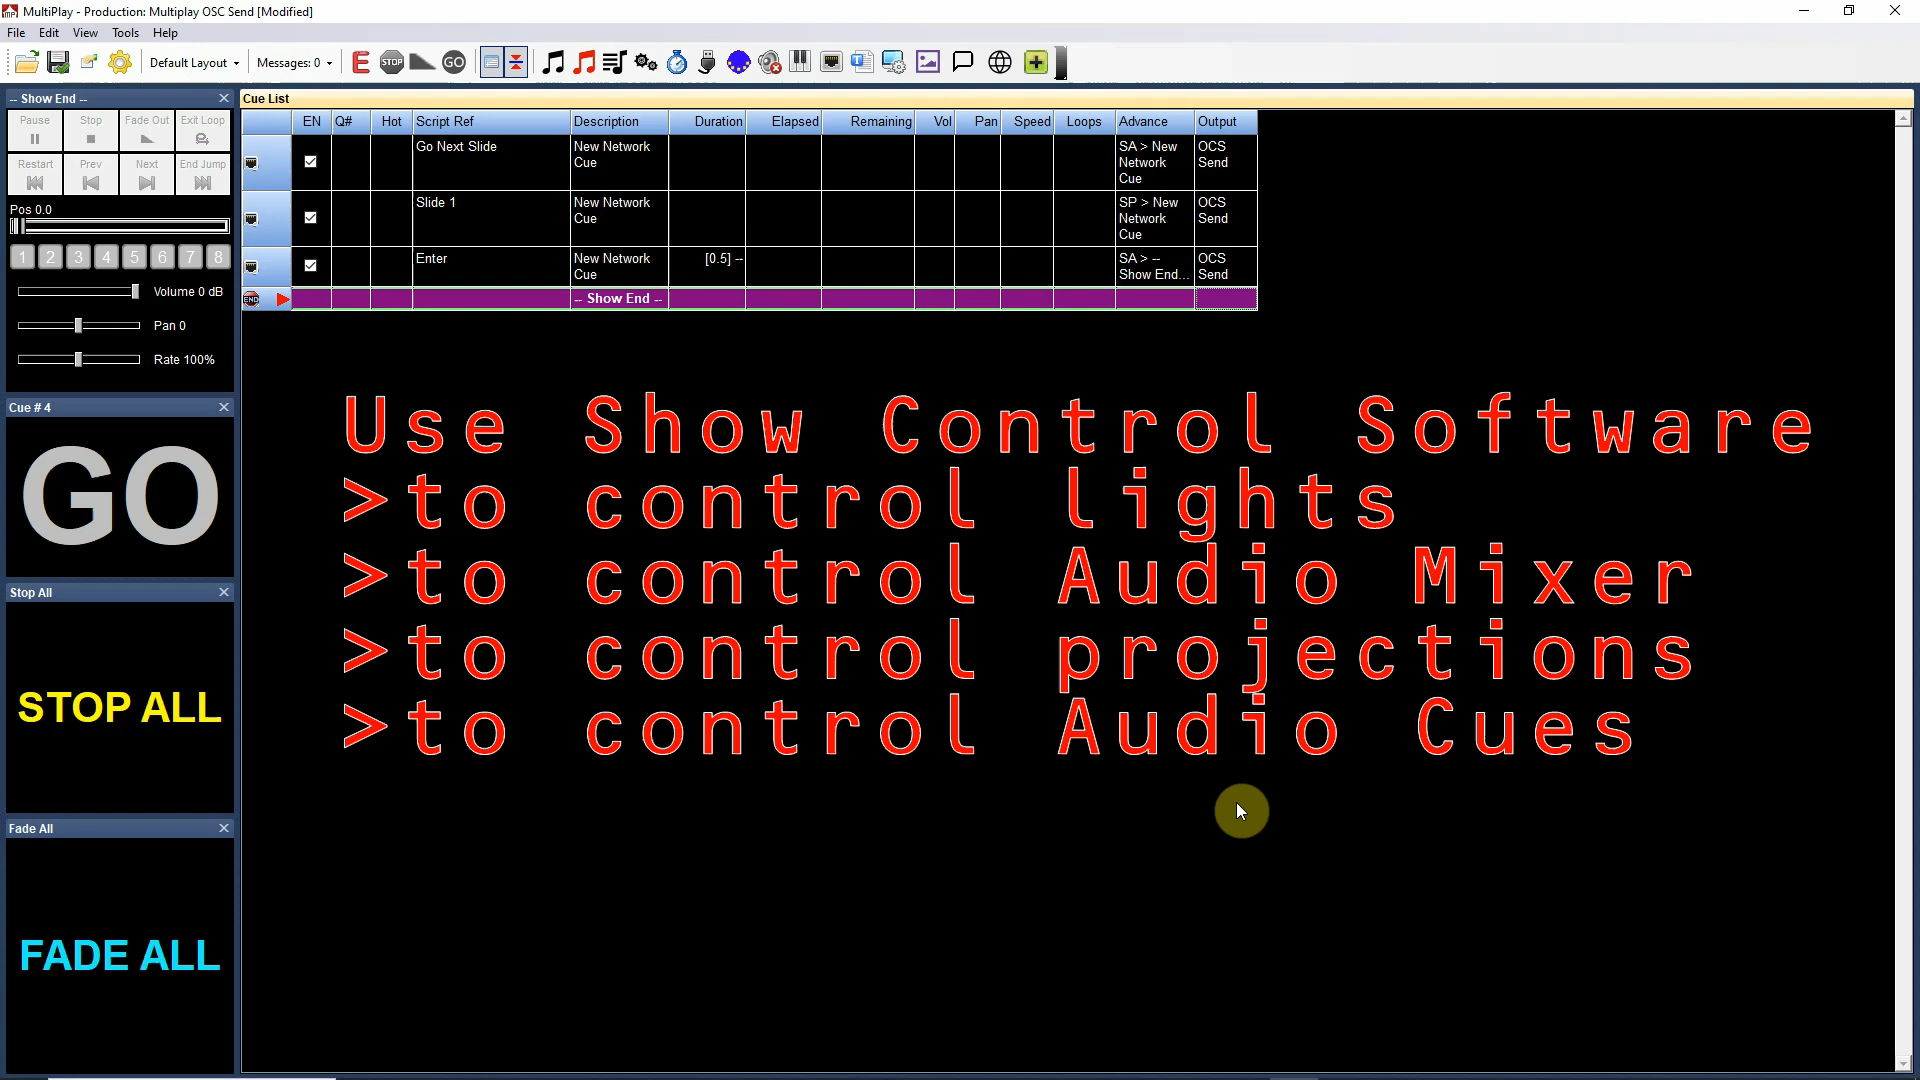 MultiPlay - Production: Multiplay OSC Send [Modified]
File Edit View Tools Help
Default Layout Messages: 0 E STOP GO
-- Show End --
Pause Stop Fade Out Exit Loop
Restart Prev Next End Jump
Pos 0.0
1 2 3 4 5 6 7 8
Volume 0 dB
Pan 0
Rate 100%
Cue # 4
GO
Stop All
STOP ALL
Fade All
FADE ALL
Cue List
EN Q# Hot Script Ref Description Duration Elapsed Remaining Vol Pan Speed Loops Advance Output
Go Next Slide New Network SA > New OCS
Cue Network Send
Cue
Slide 1 New Network SP > New OCS
Cue Network Send
Cue
Enter New Network [0.5] -- SA > -- OCS
Cue Show End... Send
END -- Show End --
Use Show Control Software
>to control lights
>to control Audio Mixer
>to control projections
>to control Audio Cues